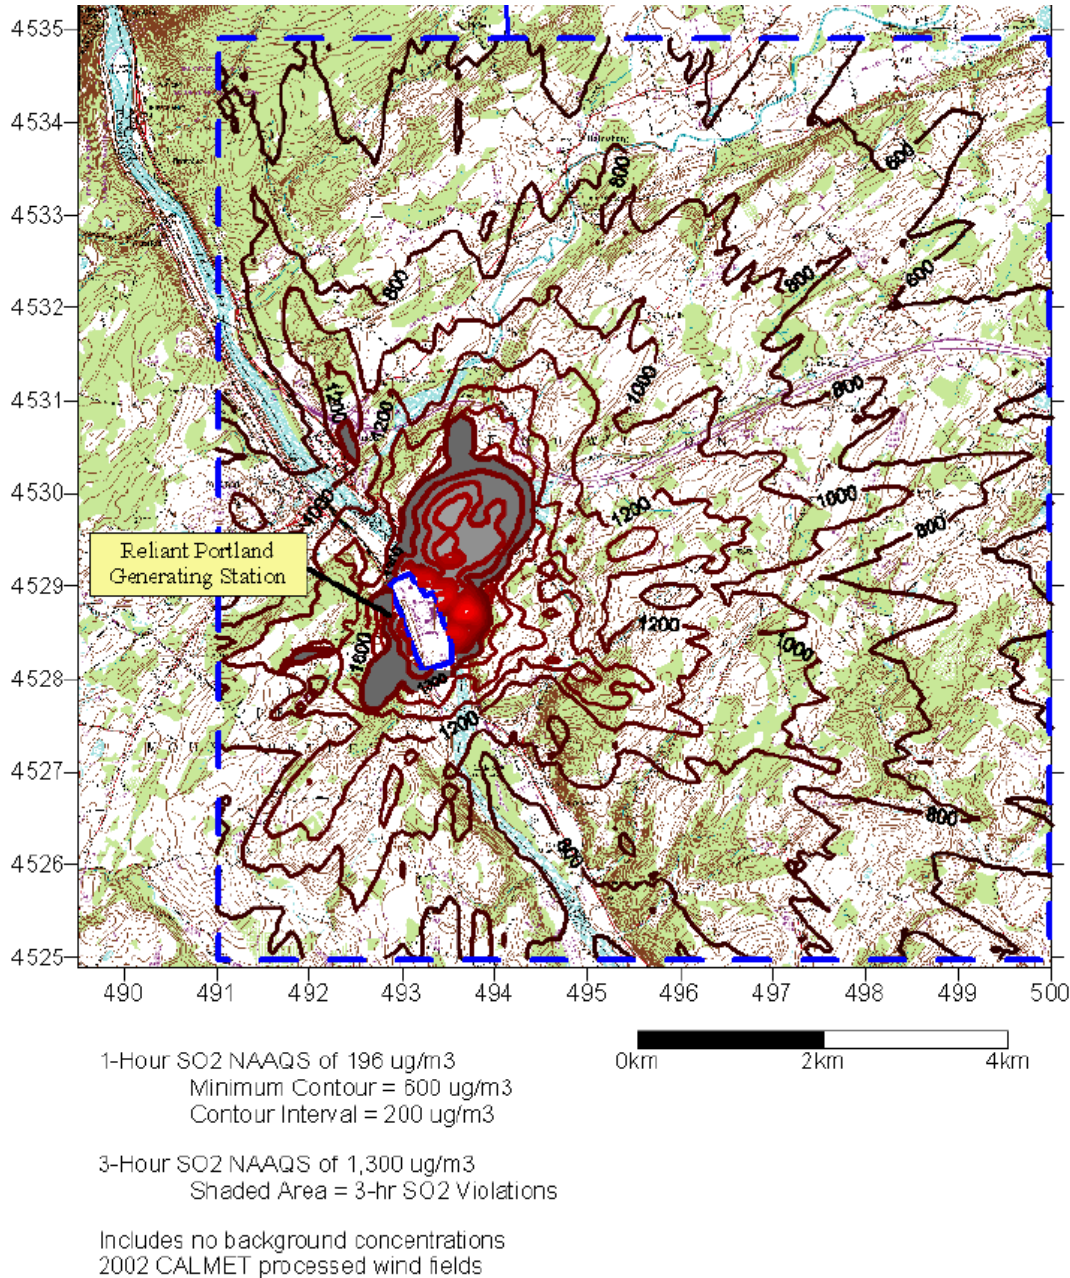 4535
4534
800
600
4533
800
800
600
4532
800
4531
1200
1000
4530
1200
1000
800
Reliant Portland
Generating Station
4529
1200
1000
1800
4528
1200
4527
800
800
4526
4525
490 491 492 493 494 495 496 497 498 499 500
0km 2km 4km
1-Hour SO2 NAAQS of 196 ug/m3
Minimum Contour = 600 ug/m3
Contour Interval = 200 ug/m3
3-Hour SO2 NAAQS of 1,300 ug/m3
Shaded Area = 3-hr SO2 Violations
Includes no background concentrations
2002 CALMET processed wind fields